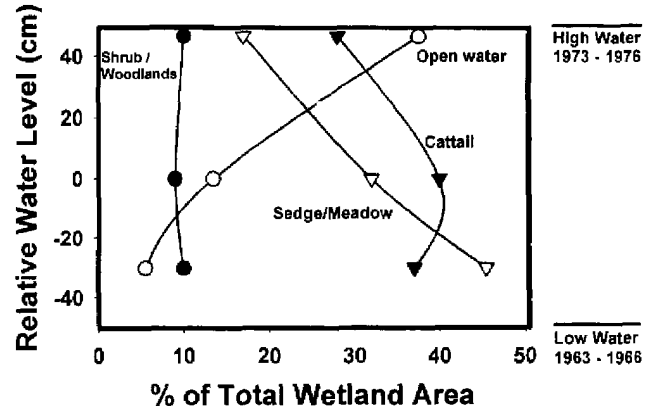 Relative Water Level (cm)
40
20
0
-20
-40
Shrub /
Woodlands
Open water
Cattail
Sedge/Meadow
High Water
1973 - 1976
Low Water
1963 - 1966
0
10
20
30
40
50
% of Total Wetland Area